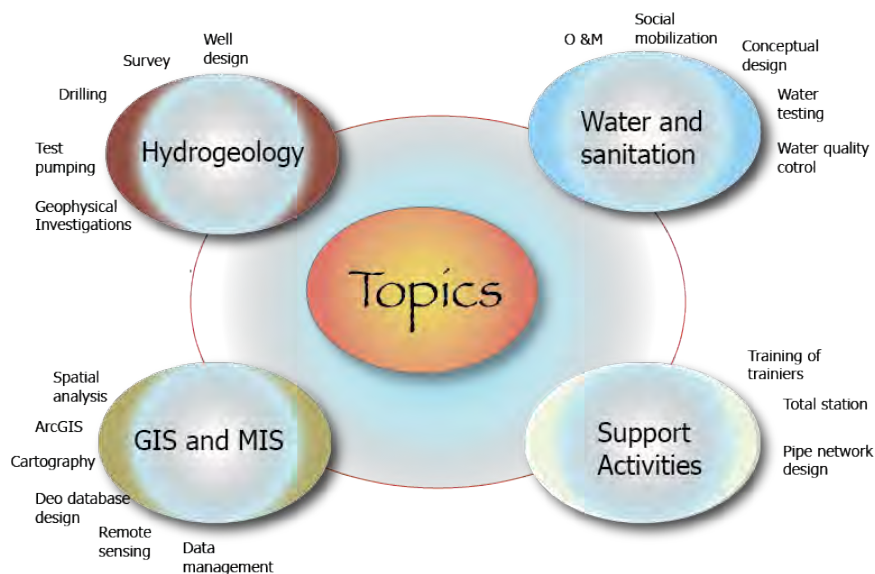 Well
design
Survey
Drilling
Test
pumping
Geophysical
Investigations
Hydrogeology
Social
mobilization
O &M
Conceptual
design
Water
testing
Water quality
cotrol
Water and
sanitation
Topics
Spatial
analysis
ArcGIS
Cartography
Deo database
design
Remote
sensing
Data
management
GIS and MIS
Training of
trainiers
Total station
Pipe network
design
Support
Activities